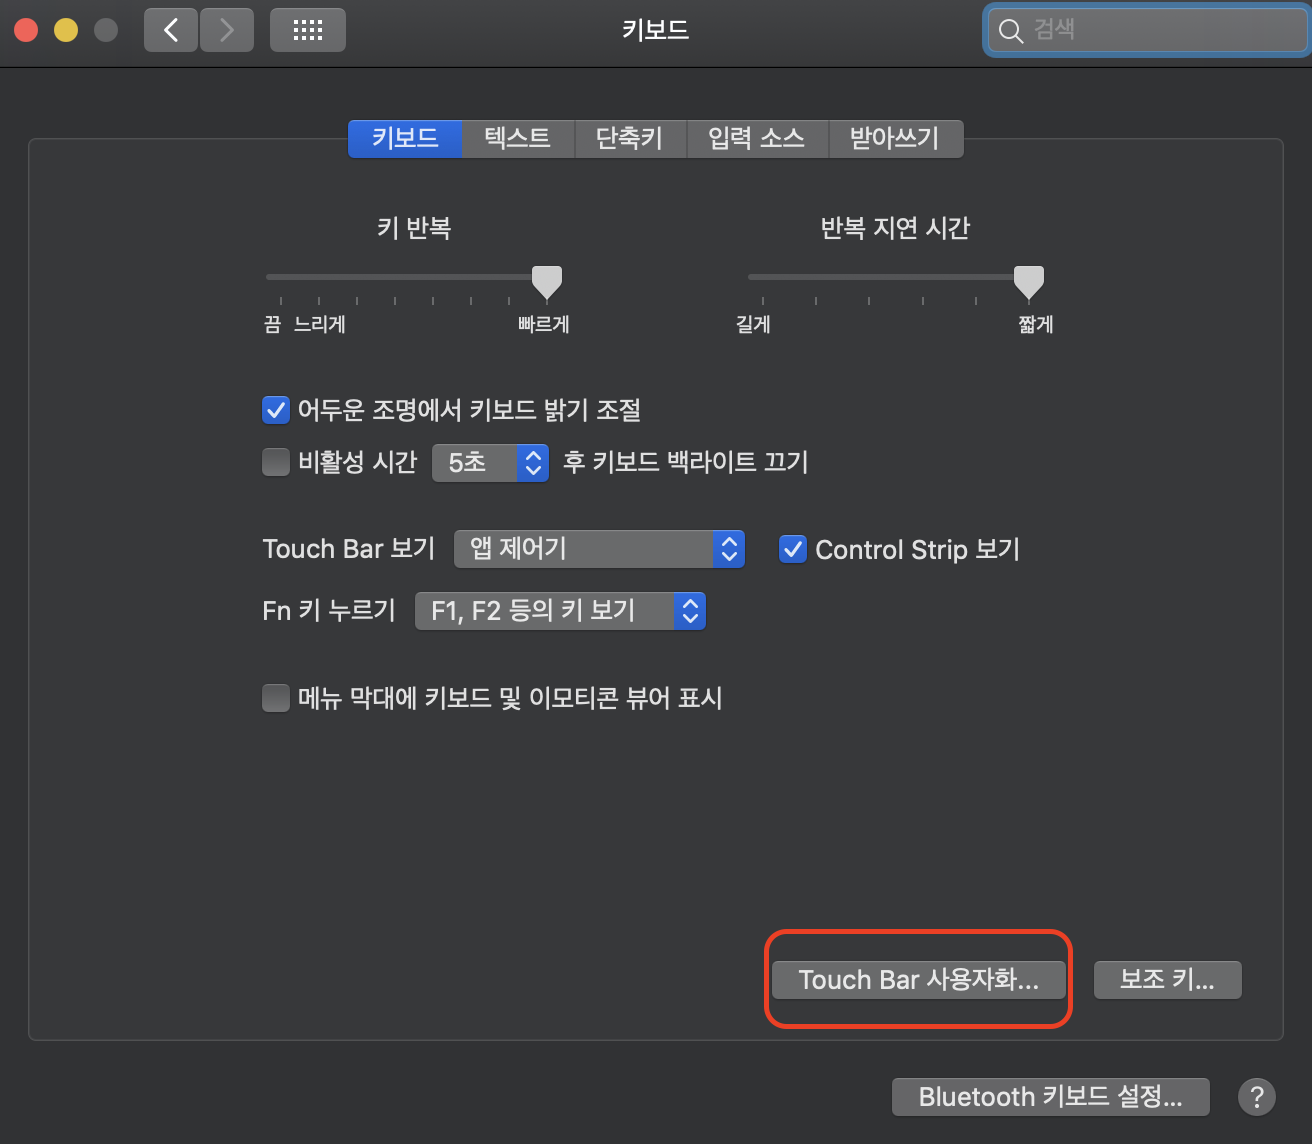 키보드
검색
키보드 텍스트 단축키 입력 소스 받아쓰기
키 반복 반복 지연 시간
끔 느리게 빠르게 길게 짧게
어두운 조명에서 키보드 밝기 조절
비활성 시간 5초 후 키보드 백라이트 끄기
Touch Bar 보기 앱 제어기 Control Strip 보기
Fn 키 누르기 F1, F2 등의 키 보기
메뉴 막대에 키보드 및 이모티콘 뷰어 표시
Touch Bar 사용자화... 보조 키...
Bluetooth 키보드 설정... ?